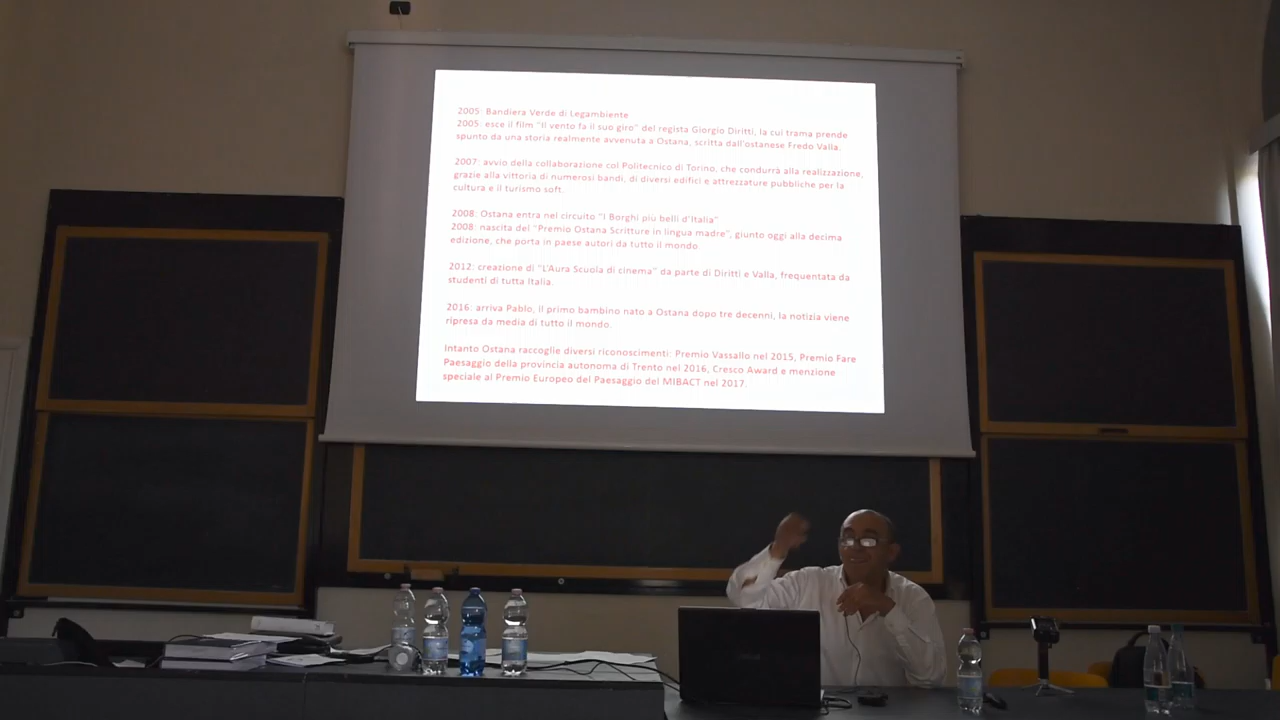 2005: Bandiera Verde di Legambiente
2005: esce il film "Il vento fa il suo giro" del regista Giorgio Diritti, la cui trama prende
spunto da una storia realmente avvenuta a Ostana, scritta dall'ostanese Fredo Valla.
2007: avvio della collaborazione col Politecnico di Torino, che condurrà alla realizzazione,
grazie alla vittoria di numerosi bandi, di diversi edifici e attrezzature pubbliche per la
cultura e il turismo soft.
2008: Ostana entra nel circuito "I Borghi più belli d'Italia"
2008: nascita del "Premio Ostana Scritture in lingua madre", giunto oggi alla decima
edizione, che porta in paese autori da tutto il mondo.
2012: creazione di "L'Aura Scuola di cinema" da parte di Diritti e Valla, frequentata da
studenti di tutta Italia.
2016: arriva Pablo, il primo bambino nato a Ostana dopo tre decenni, la notizia viene
ripresa da media di tutto il mondo.
Intanto Ostana raccoglie diversi riconoscimenti: Premio Vassallo nel 2015, Premio Fare
Paesaggio della provincia autonoma di Trento nel 2016, Cresco Award e menzione
speciale al Premio Europeo del Paesaggio del MIBACT nel 2017.